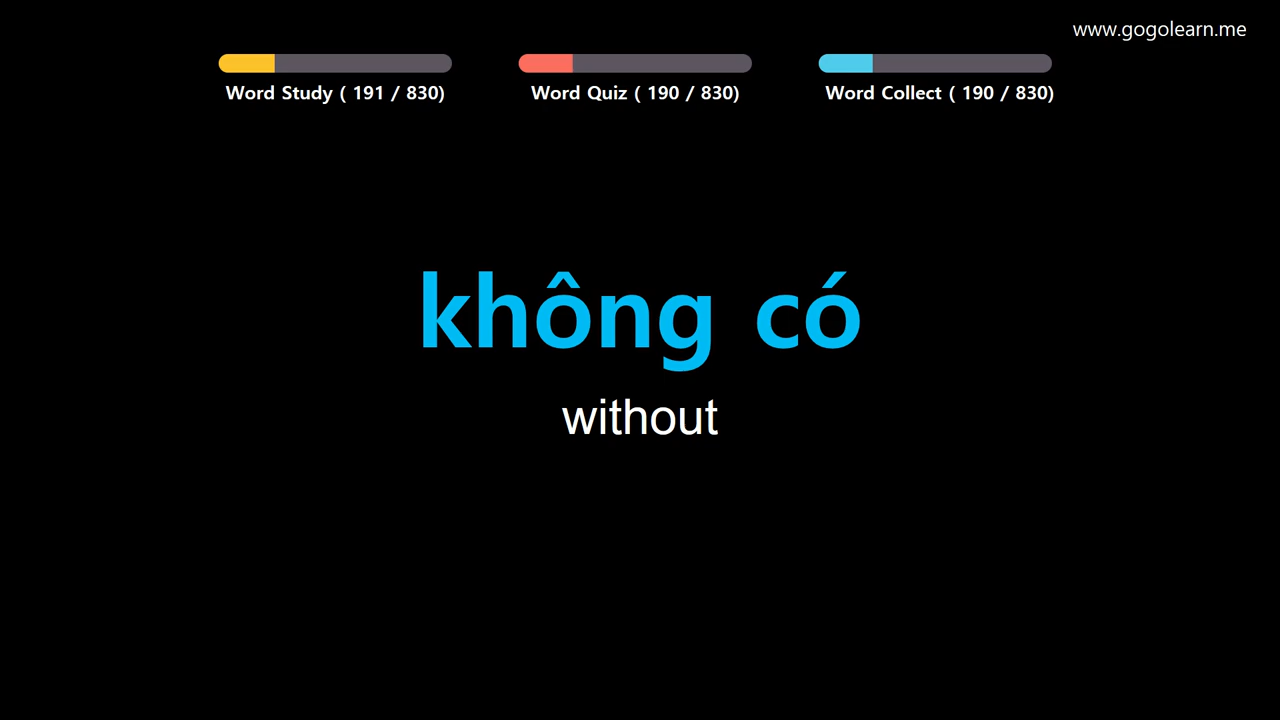 www.gogolearn.me
Word Study ( 191 / 830)
Word Quiz ( 190 / 830)
Word Collect ( 190 / 830)
không có
without